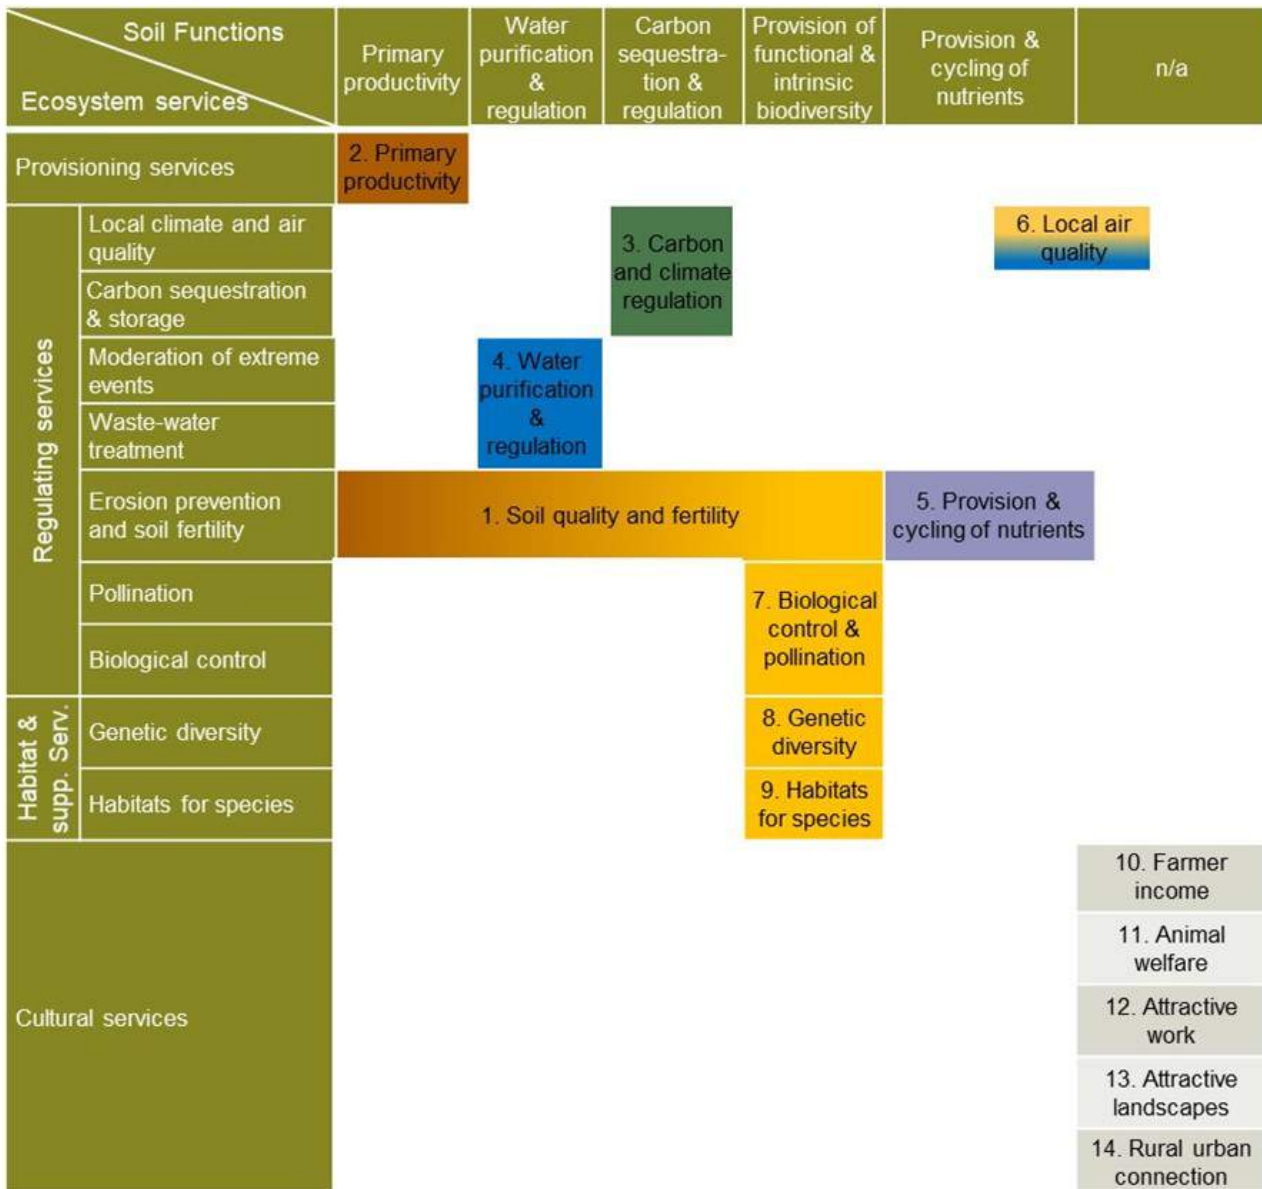 Soil Functions
Ecosystem services
Primary
productivity
Water
purification
&
regulation
Carbon
sequestra-
tion &
regulation
Provision of
functional &
intrinsic
biodiversity
Provision &
cycling of
nutrients
n/a
Provisioning services
2. Primary
productivity
Regulating services
Local climate and air
quality
3. Carbon
and climate
regulation
6. Local air
quality
Carbon sequestration
& storage
Moderation of extreme
events
4. Water
purification
&
regulation
Waste-water
treatment
Erosion prevention
and soil fertility
1. Soil quality and fertility
5. Provision &
cycling of nutrients
Pollination
7. Biological
control &
pollination
Biological control
Habitat &
supp. Serv.
Genetic diversity
8. Genetic
diversity
Habitats for species
9. Habitats
for species
Cultural services
10. Farmer
income
11. Animal
welfare
12. Attractive
work
13. Attractive
landscapes
14. Rural urban
connection